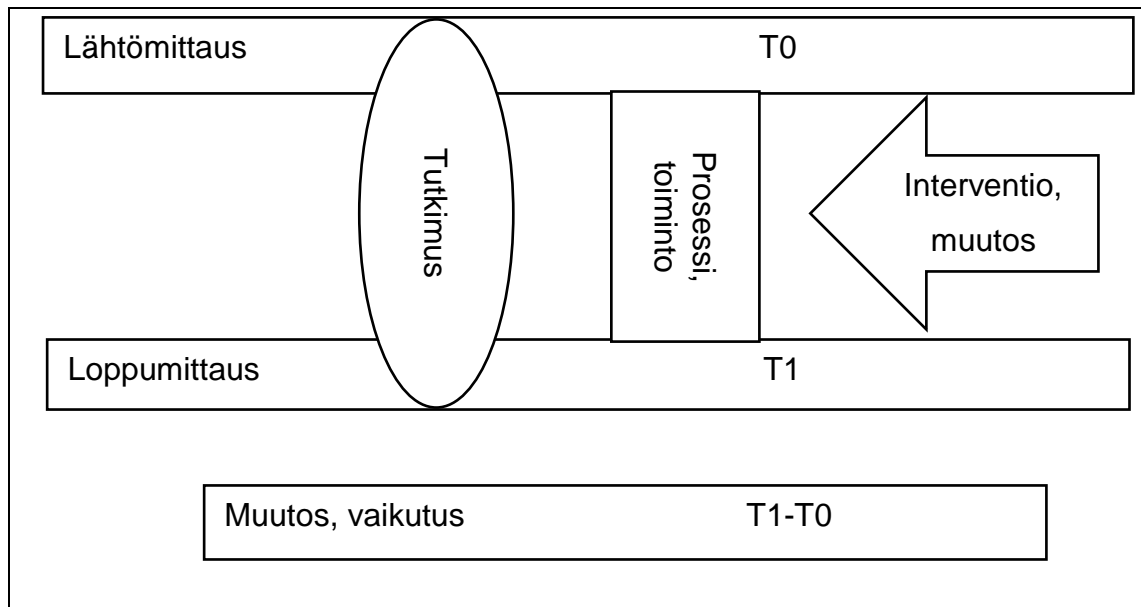 Lähtömittaus T0
Tutkimus
Prosessi,
toiminto
Interventio,
muutos
Loppumittaus T1
Muutos, vaikutus T1-T0